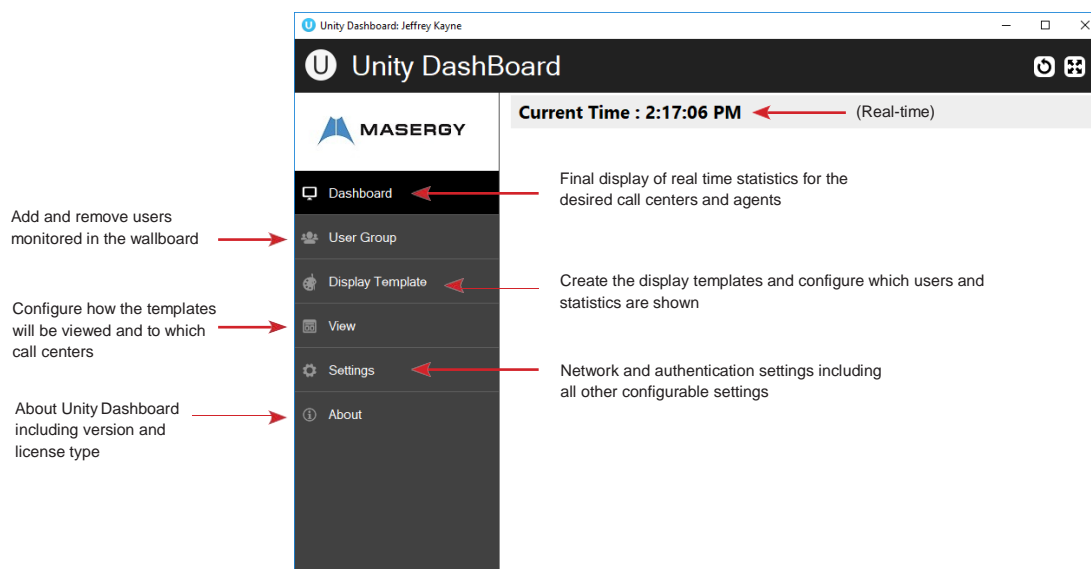 Unity Dashboard: Jeffrey Kayne
U Unity DashBoard
MASERGY
Current Time : 2:17:06 PM
(Real-time)
Dashboard
Final display of real time statistics for the
desired call centers and agents
Add and remove users
monitored in the wallboard
User Group
Display Template
Create the display templates and configure which users and
statistics are shown
Configure how the templates
will be viewed and to which
call centers
View
Settings
Network and authentication settings including
all other configurable settings
About Unity Dashboard
including version and
license type
About